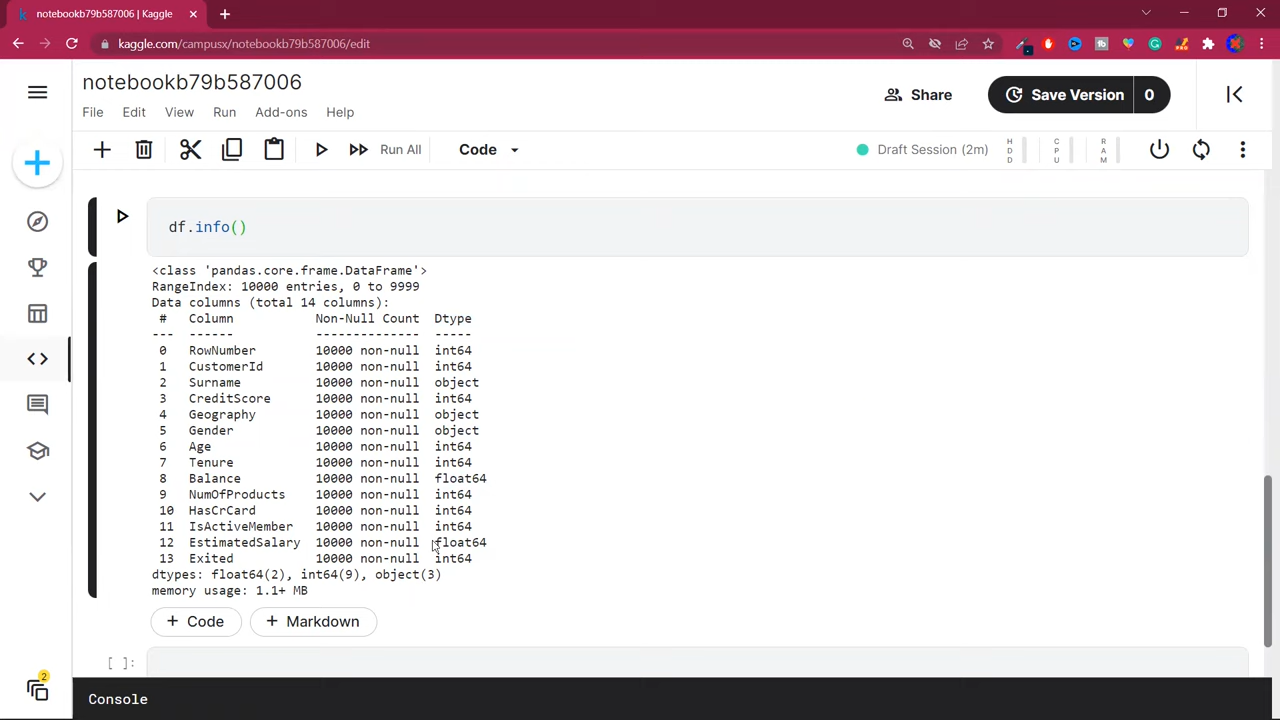 notebookb79b587006 | Kaggle
kaggle.com/campusx/notebookb79b587006/edit
notebookb79b587006
Share
Save Version 0
File Edit View Run Add-ons Help
Run All
Code
Draft Session (2m)
HDD
CPU
RAM
df.info()
<class 'pandas.core.frame.DataFrame'>
RangeIndex: 10000 entries, 0 to 9999
Data columns (total 14 columns):
# Column Non-Null Count Dtype
--- ------ -------------- -----
0 RowNumber 10000 non-null int64
1 CustomerId 10000 non-null int64
2 Surname 10000 non-null object
3 CreditScore 10000 non-null int64
4 Geography 10000 non-null object
5 Gender 10000 non-null object
6 Age 10000 non-null int64
7 Tenure 10000 non-null int64
8 Balance 10000 non-null float64
9 NumOfProducts 10000 non-null int64
10 HasCrCard 10000 non-null int64
11 IsActiveMember 10000 non-null int64
12 EstimatedSalary 10000 non-null float64
13 Exited 10000 non-null int64
dtypes: float64(2), int64(9), object(3)
memory usage: 1.1+ MB
+ Code + Markdown
[ ]:
2
Console